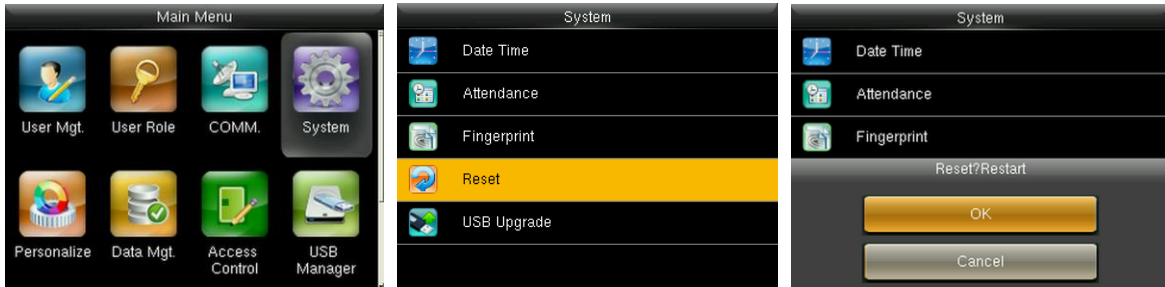 Main Menu
User Mgt.
User Role
COMM.
System
Personalize
Data Mgt.
Access
Control
USB
Manager
System
Date Time
Attendance
Fingerprint
Reset
USB Upgrade
System
Date Time
Attendance
Fingerprint
Reset?Restart
OK
Cancel